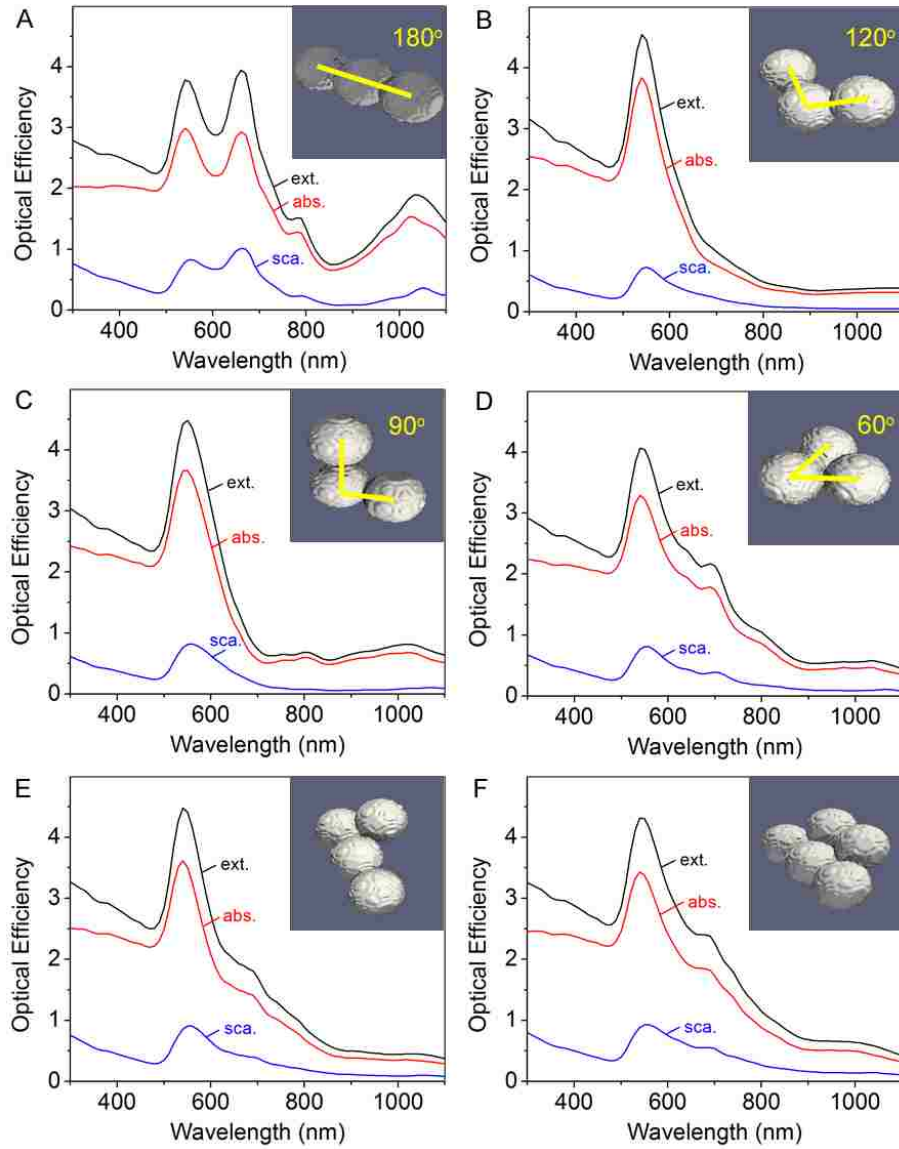 A
180°
4
3
2
1
0
ext.
abs.
sca.
400 600 800 1000
Optical Efficiency
Wavelength (nm)
B
120°
4
3
2
1
0
ext.
abs.
sca.
400 600 800 1000
Optical Efficiency
Wavelength (nm)
C
90°
4
3
2
1
0
ext.
abs.
sca.
400 600 800 1000
Optical Efficiency
Wavelength (nm)
D
60°
4
3
2
1
0
ext.
abs.
sca.
400 600 800 1000
Optical Efficiency
Wavelength (nm)
E
4
3
2
1
0
ext.
abs.
sca.
400 600 800 1000
Optical Efficiency
Wavelength (nm)
F
4
3
2
1
0
ext.
abs.
sca.
400 600 800 1000
Optical Efficiency
Wavelength (nm)